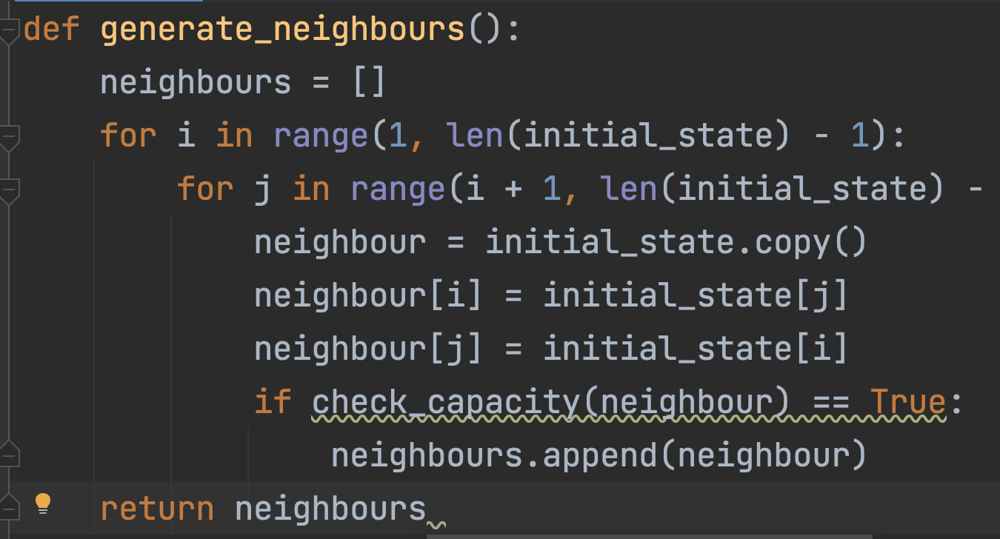 def generate_neighbours():
    neighbours = []
    for i in range(1, len(initial_state) - 1):
        for j in range(i + 1, len(initial_state) -
            neighbour = initial_state.copy()
            neighbour[i] = initial_state[j]
            neighbour[j] = initial_state[i]
            if check_capacity(neighbour) == True:
                neighbours.append(neighbour)
    return neighbours